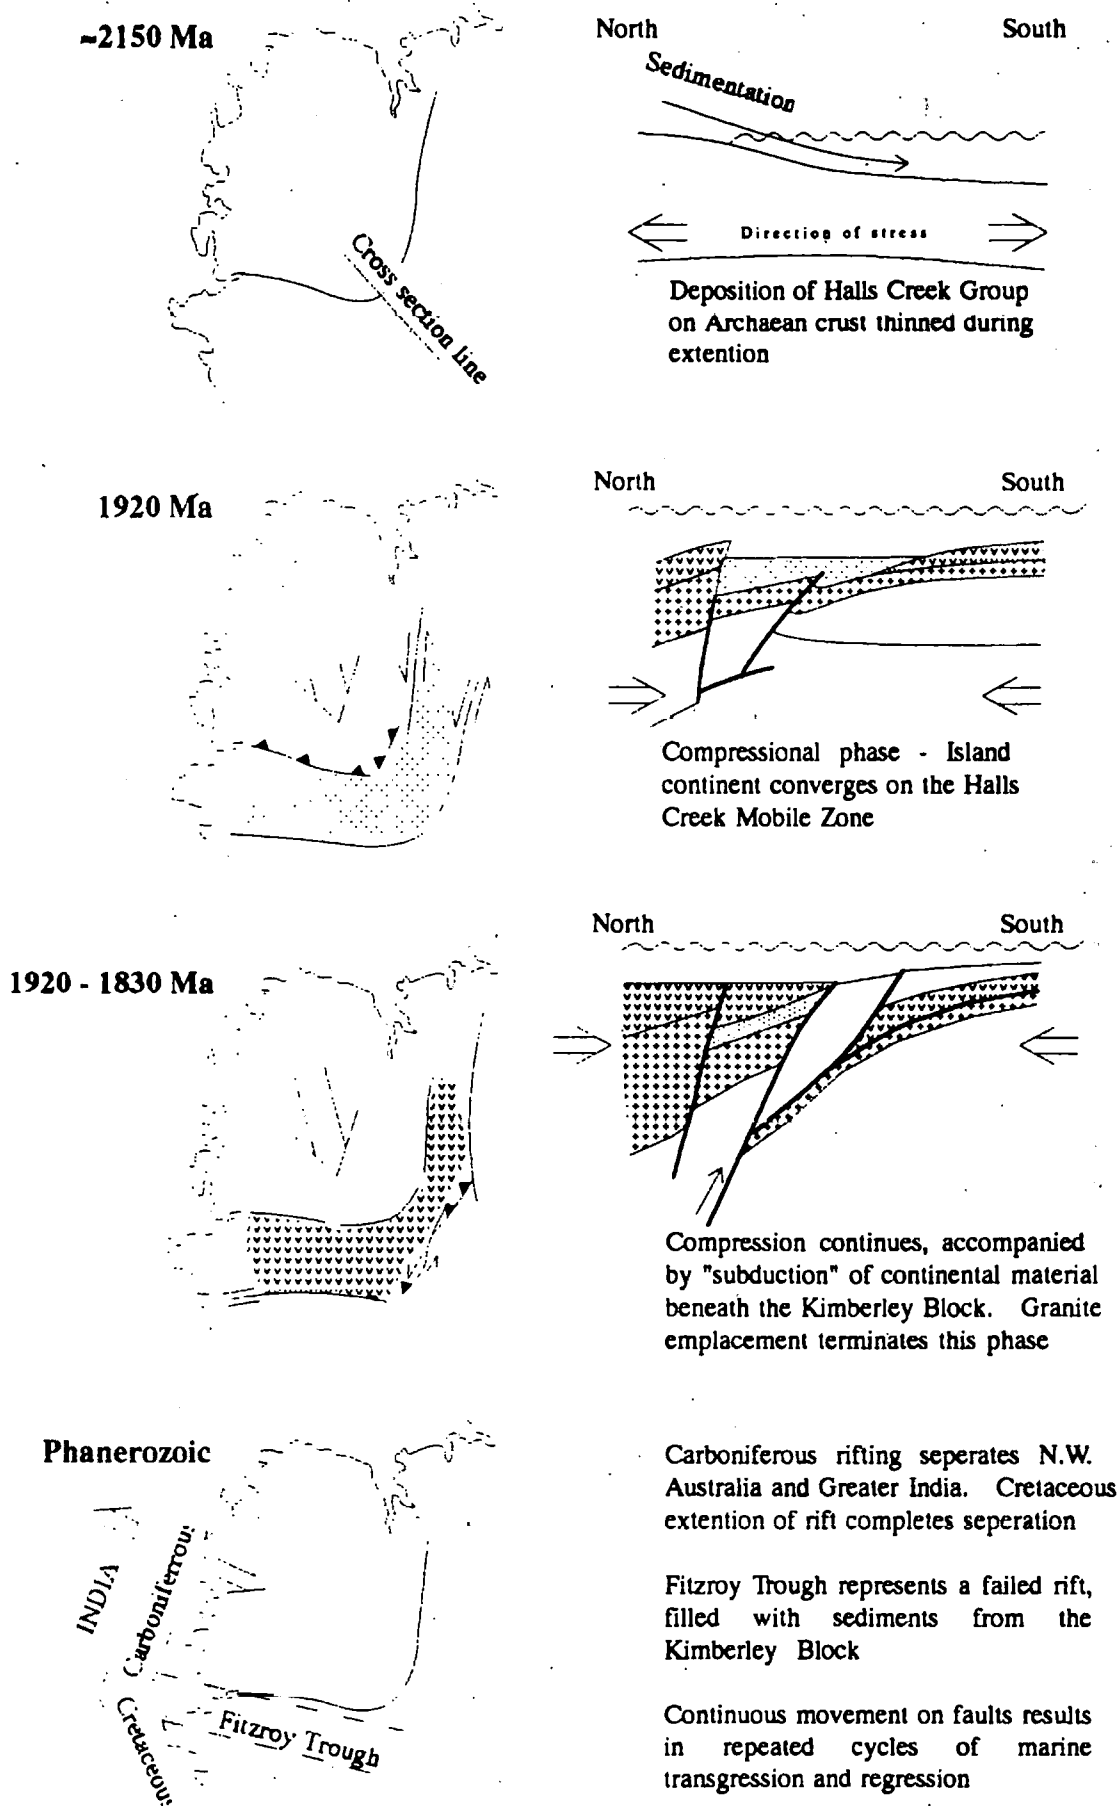 ~2150 Ma
North
South
Sedimentation
Direction of stress
Cross section line
Deposition of Halls Creek Group
on Archaean crust thinned during
extention
1920 Ma
North
South
Compressional phase - Island
continent converges on the Halls
Creek Mobile Zone
1920 - 1830 Ma
North
South
Compression continues, accompanied
by "subduction" of continental material
beneath the Kimberley Block. Granite
emplacement terminates this phase
Phanerozoic
INDIA
Carboniferrous
Cretaceous
Fitzroy Trough
Carboniferous rifting seperates N.W.
Australia and Greater India. Cretaceous
extention of rift completes seperation
Fitzroy Trough represents a failed rift,
filled with sediments from the
Kimberley Block
Continuous movement on faults results
in repeated cycles of marine
transgression and regression